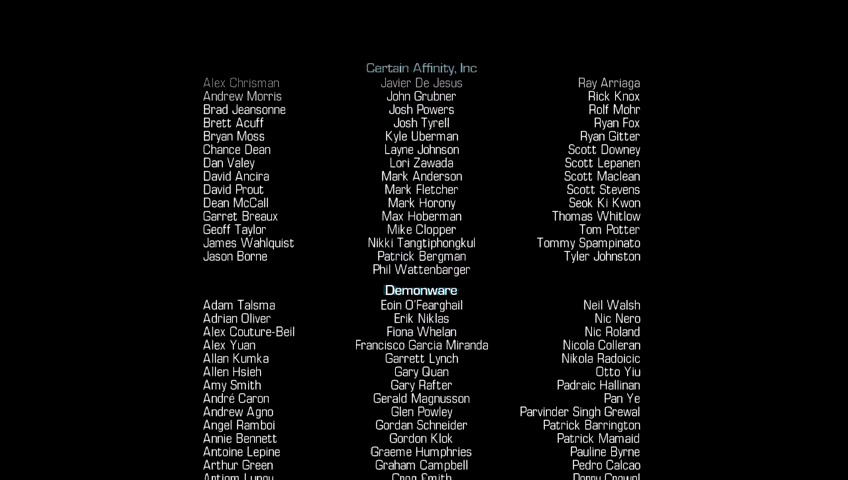 Certain Affinity, Inc
Alex Chrisman Javier De Jesus Ray Arriaga
Andrew Morris John Grubner Rick Knox
Brad Jeansonne Josh Powers Rolf Mohr
Brett Acuff Josh Tyrell Ryan Fox
Bryan Moss Kyle Uberman Ryan Gitter
Chance Dean Layne Johnson Scott Downey
Dan Valey Lori Zawada Scott Lepanen
David Ancira Mark Anderson Scott Maclean
David Prout Mark Fletcher Scott Stevens
Dean McCall Mark Horony Seok Ki Kwon
Garret Breaux Max Hoberman Thomas Whitlow
Geoff Taylor Mike Clopper Tom Potter
James Wahlquist Nikki Tangtiphongkul Tommy Spampinato
Jason Borne Patrick Bergman Tyler Johnston
Phil Wattenbarger
Demonware
Adam Talsma Eoin O'Fearghail Neil Walsh
Adrian Oliver Erik Niklas Nic Nero
Alex Couture-Beil Fiona Whelan Nic Roland
Alex Yuan Francisco Garcia Miranda Nicola Colleran
Allan Kumka Garrett Lynch Nikola Radoicic
Allen Hsieh Gary Quan Otto Yiu
Amy Smith Gary Rafter Padraic Hallinan
André Caron Gerald Magnusson Pan Ye
Andrew Agno Glen Powley Parvinder Singh Grewal
Angel Ramboi Gordan Schneider Patrick Barrington
Annie Bennett Gordon Klok Patrick Mamaid
Antoine Lepine Graeme Humphries Pauline Byrne
Arthur Green Graham Campbell Pedro Calcao
Smith